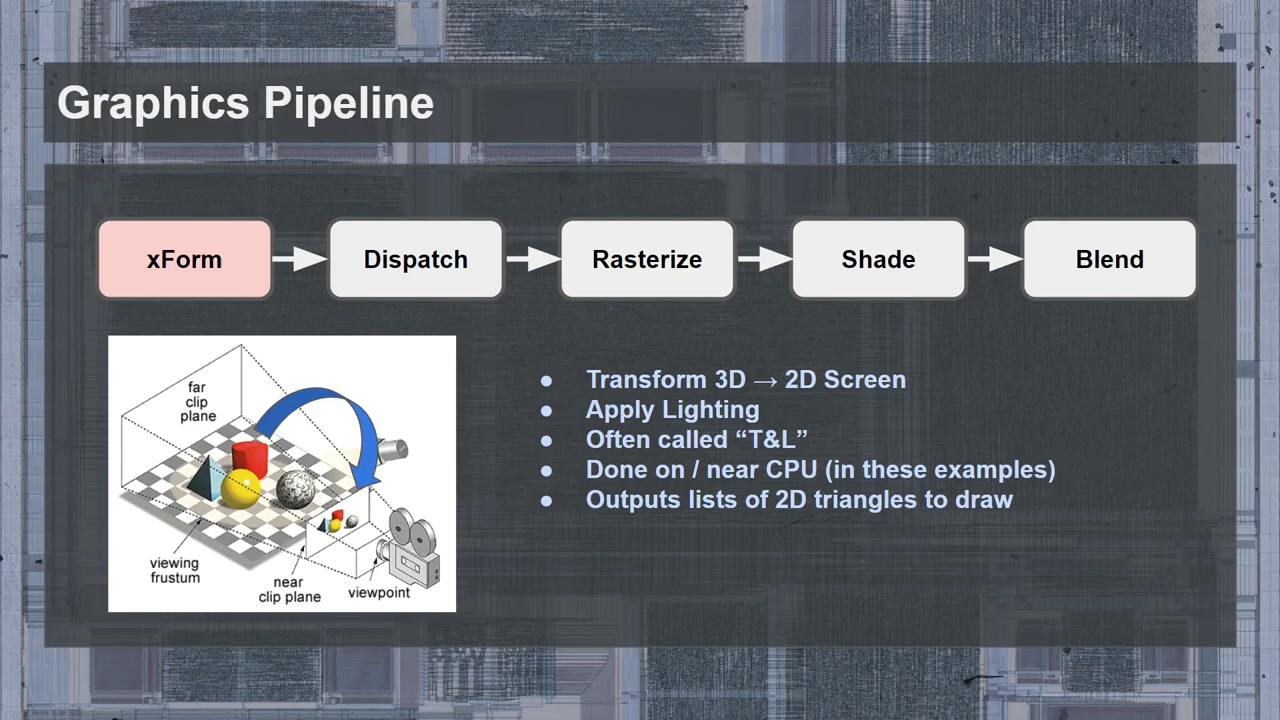 Graphics Pipeline
xForm
Dispatch
Rasterize
Shade
Blend
far
clip
plane
viewing
frustum
near
clip plane
viewpoint
● Transform 3D → 2D Screen
● Apply Lighting
● Often called “T&L”
● Done on / near CPU (in these examples)
● Outputs lists of 2D triangles to draw